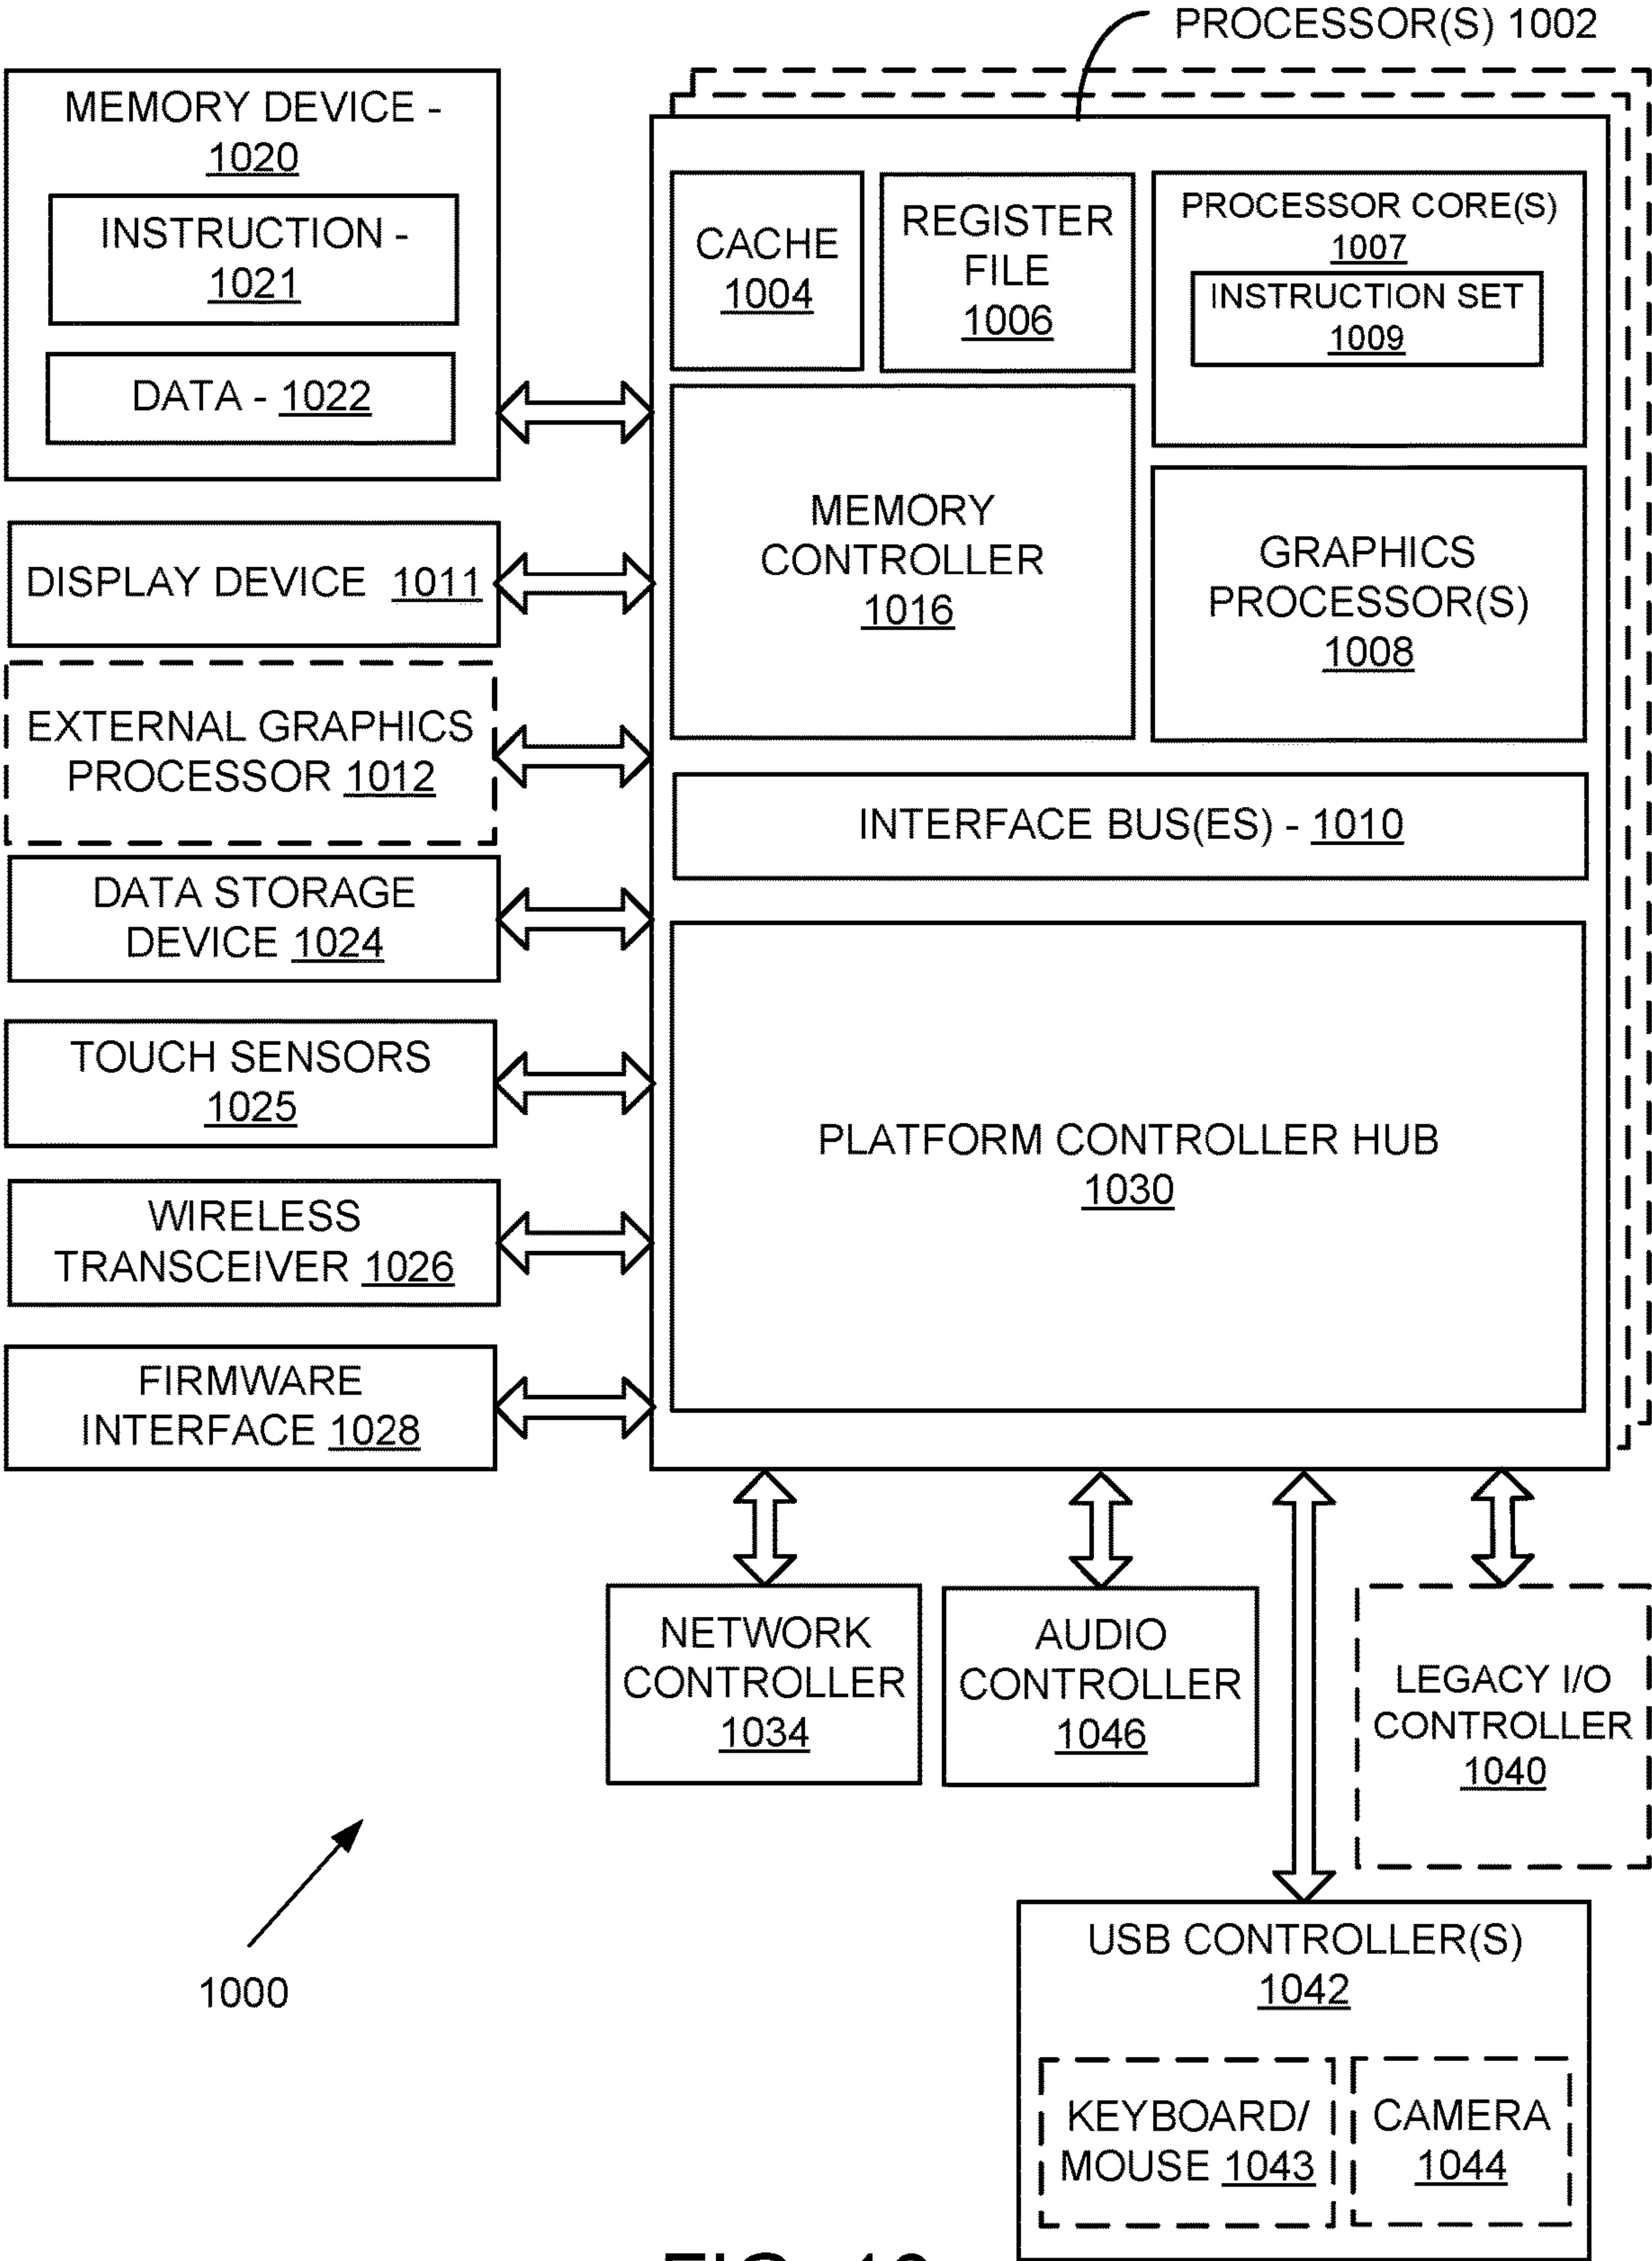 PROCESSOR(S) 1002
MEMORY DEVICE -
1020
INSTRUCTION -
1021
DATA - 1022
DISPLAY DEVICE 1011
EXTERNAL GRAPHICS
PROCESSOR 1012
DATA STORAGE
DEVICE 1024
TOUCH SENSORS
1025
WIRELESS
TRANSCEIVER 1026
FIRMWARE
INTERFACE 1028
CACHE
1004
REGISTER
FILE
1006
PROCESSOR CORE(S)
1007
INSTRUCTION SET
1009
MEMORY
CONTROLLER
1016
GRAPHICS
PROCESSOR(S)
1008
INTERFACE BUS(ES) - 1010
PLATFORM CONTROLLER HUB
1030
NETWORK
CONTROLLER
1034
AUDIO
CONTROLLER
1046
LEGACY I/O
CONTROLLER
1040
1000
USB CONTROLLER(S)
1042
KEYBOARD/
MOUSE 1043
CAMERA
1044